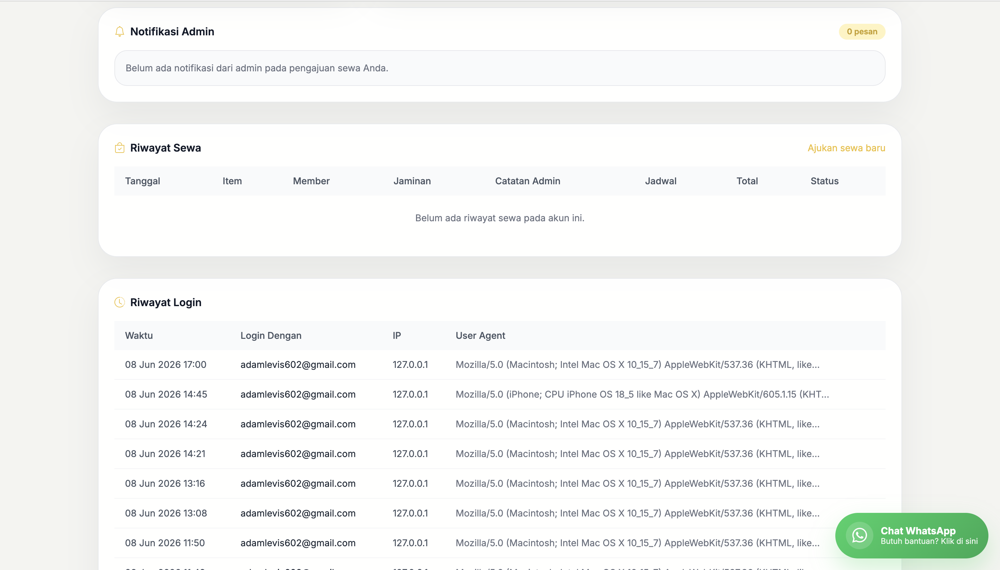 Notifikasi Admin
0 pesan
Belum ada notifikasi dari admin pada pengajuan sewa Anda.
Riwayat Sewa
Ajukan sewa baru
Tanggal Item Member Jaminan Catatan Admin Jadwal Total Status
Belum ada riwayat sewa pada akun ini.
Riwayat Login
Waktu Login Dengan IP User Agent
08 Jun 2026 17:00 adamlevis602@gmail.com 127.0.0.1 Mozilla/5.0 (Macintosh; Intel Mac OS X 10_15_7) AppleWebKit/537.36 (KHTML, like...
08 Jun 2026 14:45 adamlevis602@gmail.com 127.0.0.1 Mozilla/5.0 (iPhone; CPU iPhone OS 18_5 like Mac OS X) AppleWebKit/605.1.15 (KHT...
08 Jun 2026 14:24 adamlevis602@gmail.com 127.0.0.1 Mozilla/5.0 (Macintosh; Intel Mac OS X 10_15_7) AppleWebKit/537.36 (KHTML, like...
08 Jun 2026 14:21 adamlevis602@gmail.com 127.0.0.1 Mozilla/5.0 (Macintosh; Intel Mac OS X 10_15_7) AppleWebKit/537.36 (KHTML, like...
08 Jun 2026 13:16 adamlevis602@gmail.com 127.0.0.1 Mozilla/5.0 (Macintosh; Intel Mac OS X 10_15_7) AppleWebKit/537.36 (KHTML, like...
08 Jun 2026 13:08 adamlevis602@gmail.com 127.0.0.1 Mozilla/5.0 (Macintosh; Intel Mac OS X 10_15_7) AppleWebKit/537.36 (KHTML, like...
08 Jun 2026 11:50 adamlevis602@gmail.com 127.0.0.1 Mozilla/5.0 (Macintosh; Intel Mac OS X 10_15_7) AppleWebKit/537.36 (KHTML, like...
Chat WhatsApp
Butuh bantuan? Klik di sini